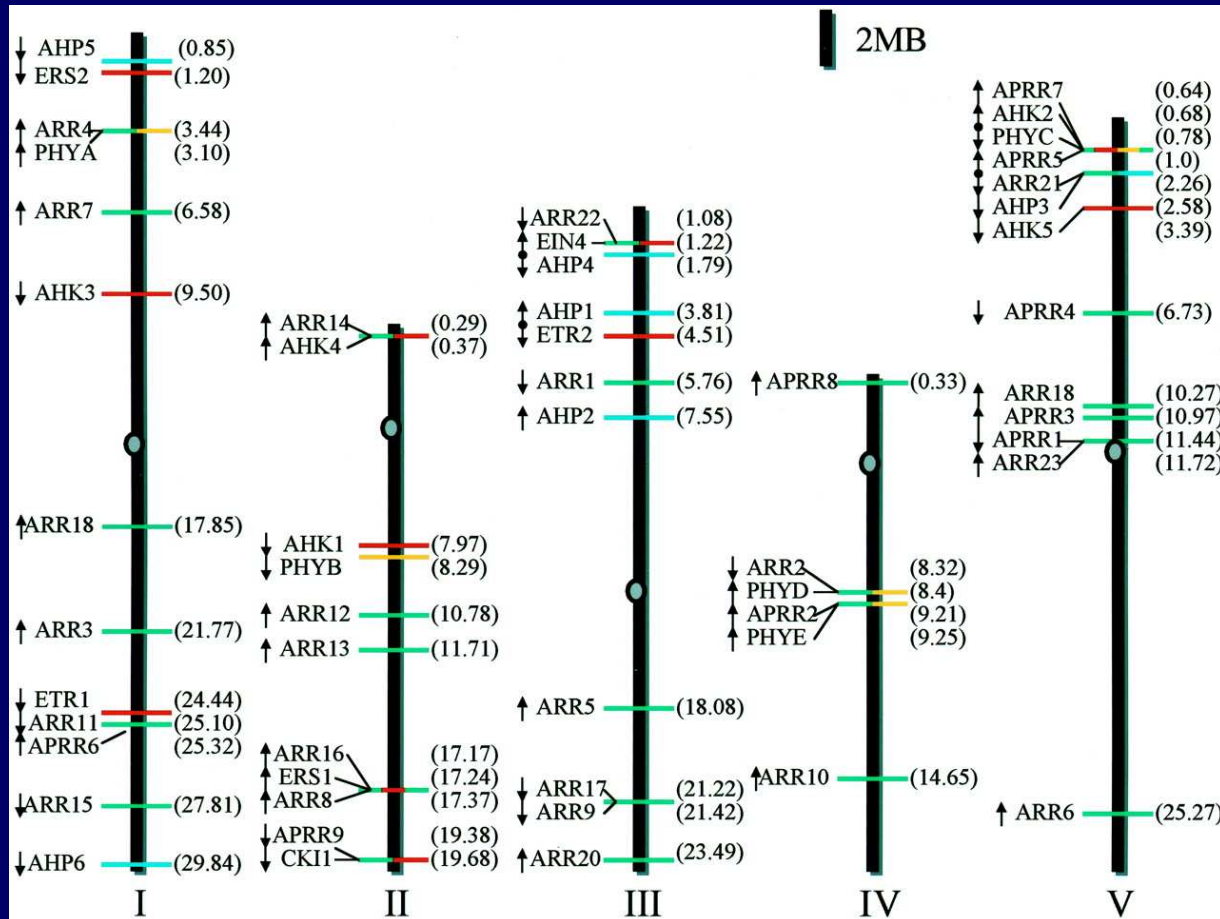 2MB
AHP5 (0.85)
ERS2 (1.20)
ARR4 (3.44)
PHYA (3.10)
ARR7 (6.58)
AHK3 (9.50)
ARR18 (17.85)
ARR3 (21.77)
ETR1 (24.44)
ARR11 (25.10)
APRR6 (25.32)
ARR15 (27.81)
AHP6 (29.84)
I
ARR14 (0.29)
AHK4 (0.37)
AHK1 (7.97)
PHYB (8.29)
ARR12 (10.78)
ARR13 (11.71)
ARR16 (17.17)
ERS1 (17.24)
ARR8 (17.37)
APRR9 (19.38)
CKI1 (19.68)
II
ARR22 (1.08)
EIN4 (1.22)
AHP4 (1.79)
AHP1 (3.81)
ETR2 (4.51)
ARR1 (5.76)
AHP2 (7.55)
ARR5 (18.08)
ARR17 (21.22)
ARR9 (21.42)
ARR20 (23.49)
III
APRR8 (0.33)
ARR2 (8.32)
PHYD (8.4)
APRR2 (9.21)
PHYE (9.25)
ARR10 (14.65)
IV
APRR7 (0.64)
AHK2 (0.68)
PHYC (0.78)
APRR5 (1.0)
ARR21 (2.26)
AHP3 (2.58)
AHK5 (3.39)
APRR4 (6.73)
ARR18 (10.27)
APRR3 (10.97)
APRR1 (11.44)
ARR23 (11.72)
ARR6 (25.27)
V